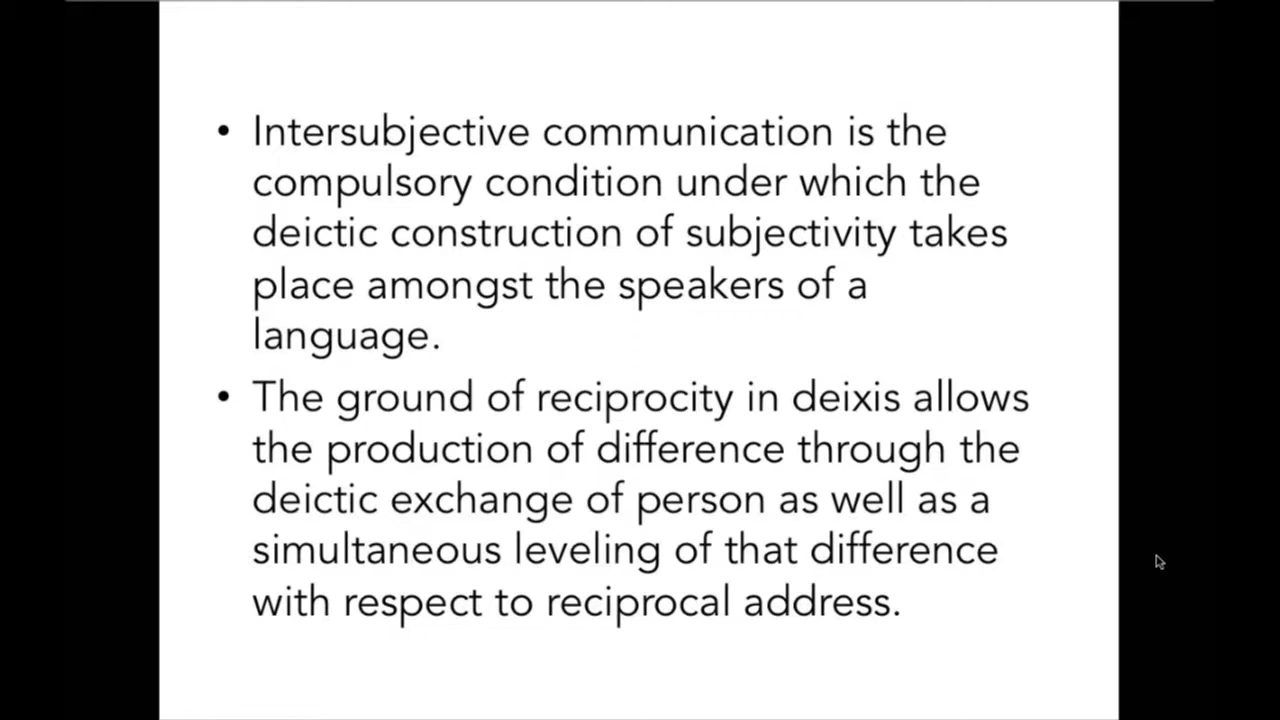 • Intersubjective communication is the
compulsory condition under which the
deictic construction of subjectivity takes
place amongst the speakers of a
language.
• The ground of reciprocity in deixis allows
the production of difference through the
deictic exchange of person as well as a
simultaneous leveling of that difference
with respect to reciprocal address.